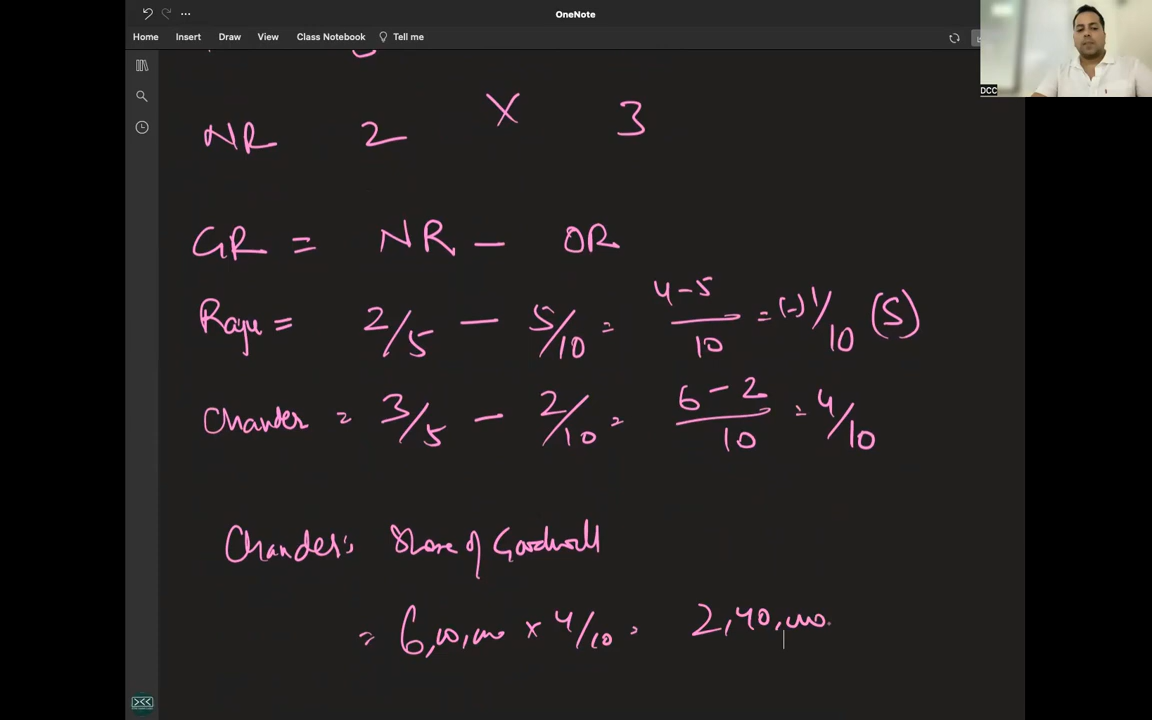 OneNote
Home Insert Draw View Class Notebook Tell me
DCC
NR 2 X 3
GR = NR - OR
Raju = 2/5 - 5/10 = 4-5/10 = (-) 1/10 (S)
Chander = 3/5 - 2/10 = 6-2/10 = 4/10
Chander's Share of Goodwill
= 6,00,000 x 4/10 = 2,40,000